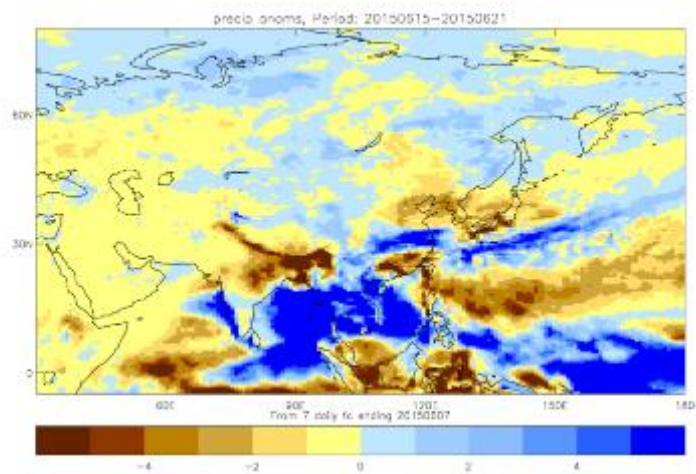 precip anoms, Period: 20150615-20150621
60N
30N
0
60E
90E
120E
150E
180
From 7 daily fc ending 20150607
-4
-2
0
2
4